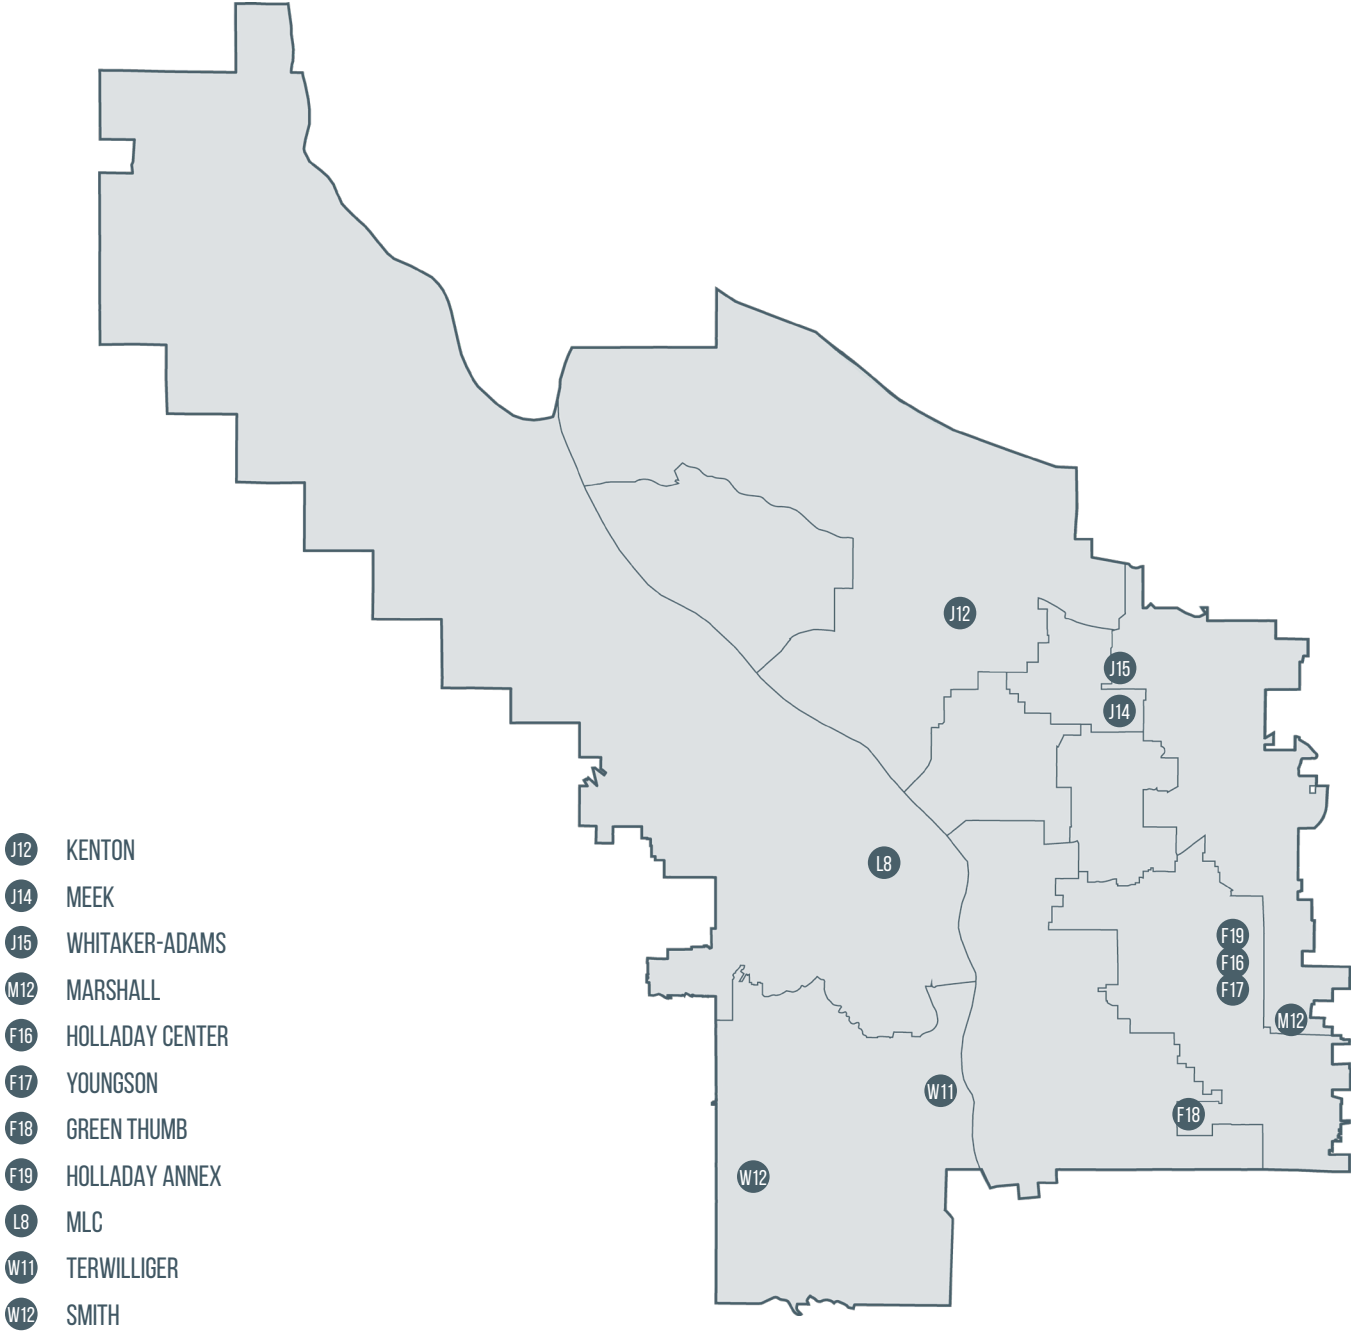 J12
J15
J14
L8
F19
F16
F17
M12
W11
F18
W12
J12 KENTON
J14 MEEK
J15 WHITAKER-ADAMS
M12 MARSHALL
F16 HOLLADAY CENTER
F17 YOUNGSON
F18 GREEN THUMB
F19 HOLLADAY ANNEX
L8 MLC
W11 TERWILLIGER
W12 SMITH